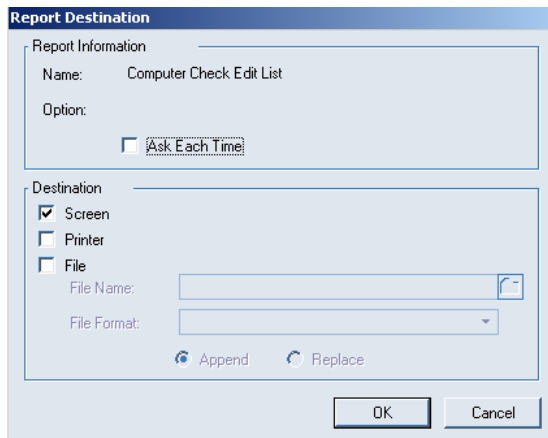 Report Destination
Report Information
Name: Computer Check Edit List
Option:
Ask Each Time
Destination
Screen
Printer
File
File Name:
File Format:
Append Replace
OK Cancel